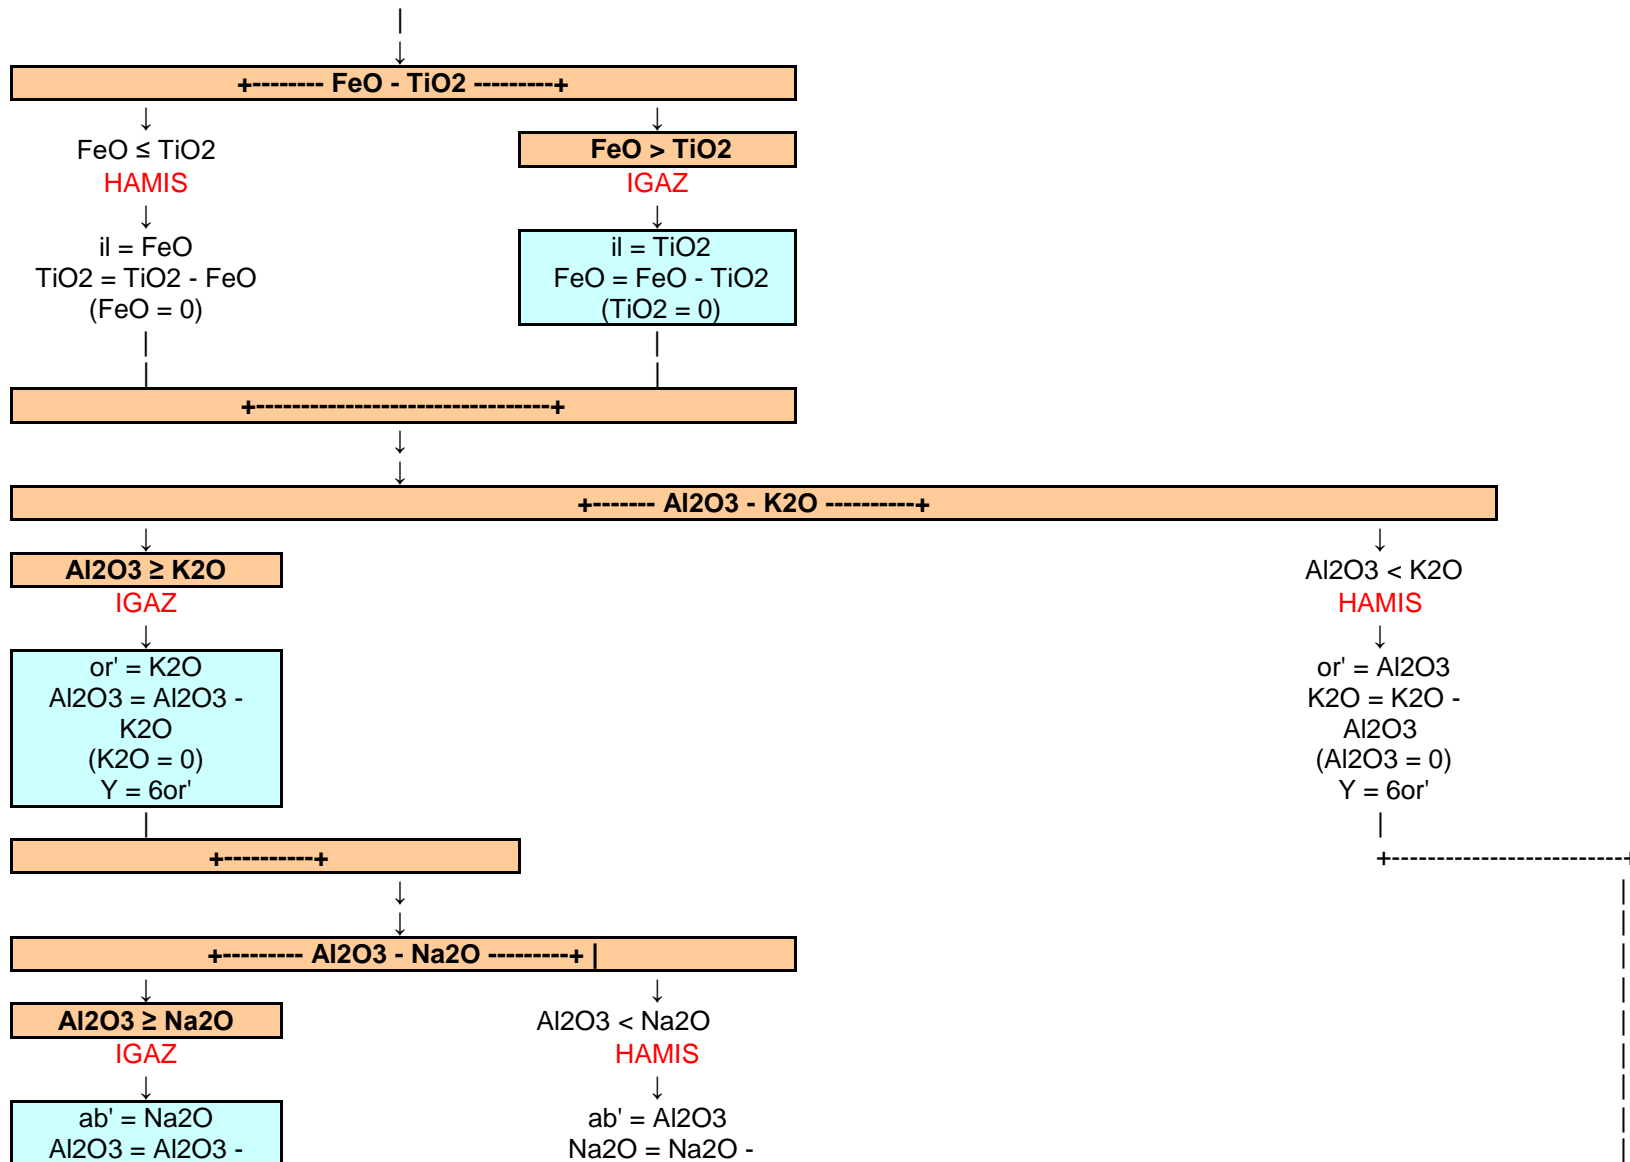 |
↓
+-------- FeO - TiO2 ---------+
↓ ↓
FeO ≤ TiO2 FeO > TiO2
HAMIS IGAZ
↓ ↓
il = FeO il = TiO2
TiO2 = TiO2 - FeO FeO = FeO - TiO2
(FeO = 0) (TiO2 = 0)
| |
| |
+---------------------------------+
↓
↓
+------- Al2O3 - K2O ----------+
↓ ↓
Al2O3 ≥ K2O Al2O3 < K2O
IGAZ HAMIS
↓ ↓
or' = K2O or' = Al2O3
Al2O3 = Al2O3 - K2O = K2O -
K2O Al2O3
(K2O = 0) (Al2O3 = 0)
Y = 6or' Y = 6or'
| |
+----------+ +---------------------------+
↓ |
↓ |
+--------- Al2O3 - Na2O ---------+ | |
↓ ↓ |
Al2O3 ≥ Na2O Al2O3 < Na2O |
IGAZ HAMIS |
↓ ↓ |
ab' = Na2O ab' = Al2O3 |
Al2O3 = Al2O3 - Na2O = Na2O - |